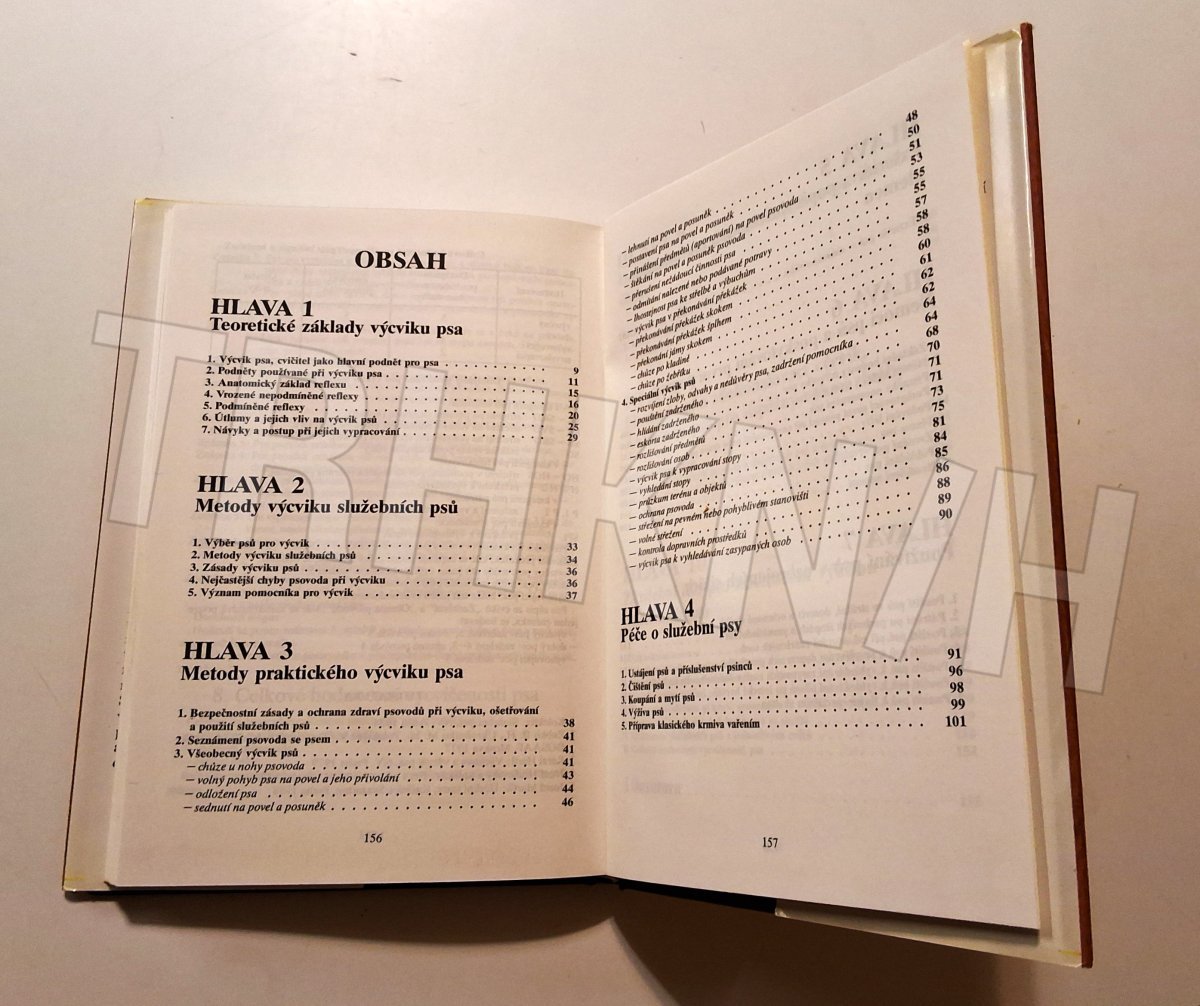 OBSAH
HLAVA 1
Teoretické základy výcviku psa
1. Výcvik psa, cvičitel jako hlavní podnět pro psa . . . . . 9
2. Podněty používané při výcviku psa . . . . . 11
3. Anatomický základ reflexu . . . . . 15
4. Vrozené nepodmíněné reflexy . . . . . 16
5. Podmíněné reflexy . . . . . 20
6. Útlumy a jejich vliv na výcvik psů . . . . . 25
7. Návyky a postup při jejich vypracování . . . . . 29
HLAVA 2
Metody výcviku služebních psů
1. Výběr psů pro výcvik . . . . . 33
2. Metody výcviku služebních psů . . . . . 34
3. Zásady výcviku psů . . . . . 36
4. Nejčastější chyby psovoda při výcviku . . . . . 36
5. Význam pomocníka pro výcvik . . . . . 37
HLAVA 3
Metody praktického výcviku psa
1. Bezpečnostní zásady a ochrana zdraví psovodů při výcviku, ošetřování
a použití služebních psů . . . . . 38
2. Seznámení psovoda se psem . . . . . 41
3. Všeobecný výcvik psů . . . . . 41
– chůze u nohy psovoda . . . . . 41
– volný pohyb psa na povel a jeho přivolání . . . . . 43
– odložení psa . . . . . 44
– sednutí na povel a posuněk . . . . . 46
156
– lehnutí na povel a posuněk . . . . . 48
– postavení psa na povel a posuněk . . . . . 50
– přinášení předmětů (aportování) na povel psovoda . . . . . 51
– štěkání na povel a posuněk psovoda . . . . . 53
– přerušení nežádoucí činnosti psa . . . . . 55
– odmítání nalezené nebo podávané potravy . . . . . 55
– lhostejnost psa ke střelbě a výbuchům . . . . . 57
– výcvik psa v překonávání překážek . . . . . 58
– překonávání překážek skokem . . . . . 58
– překonávání překážek šplhem . . . . . 60
– překonání jámy skokem . . . . . 61
– chůze po kladině . . . . . 62
– chůze po žebříku . . . . . 62
4. Speciální výcvik psů . . . . . 64
– rozvíjení zloby, odvahy a nedůvěry psa, zadržení pomocníka . . . . . 64
– pouštění zadrženého . . . . . 68
– hlídání zadrženého . . . . . 70
– eskorta zadrženého . . . . . 71
– rozlišování předmětů . . . . . 71
– rozlišování osob . . . . . 73
– výcvik psa k vypracování stopy . . . . . 75
– vyhledání stopy . . . . . 81
– průzkum terénu a objektů . . . . . 84
– ochrana psovoda . . . . . 85
– střežení na pevném nebo pohyblivém stanovišti . . . . . 86
– volné střežení . . . . . 88
– kontrola dopravních prostředků . . . . . 89
– výcvik psa k vyhledávání zasypaných osob . . . . . 90
HLAVA 4
Péče o služební psy
1. Ustájení psů a příslušenství psinců . . . . . 91
2. Čištění psů . . . . . 96
3. Koupání a mytí psů . . . . . 98
4. Výživa psů . . . . . 99
5. Příprava klasického krmiva vařením . . . . . 101
157
TRHKNIH